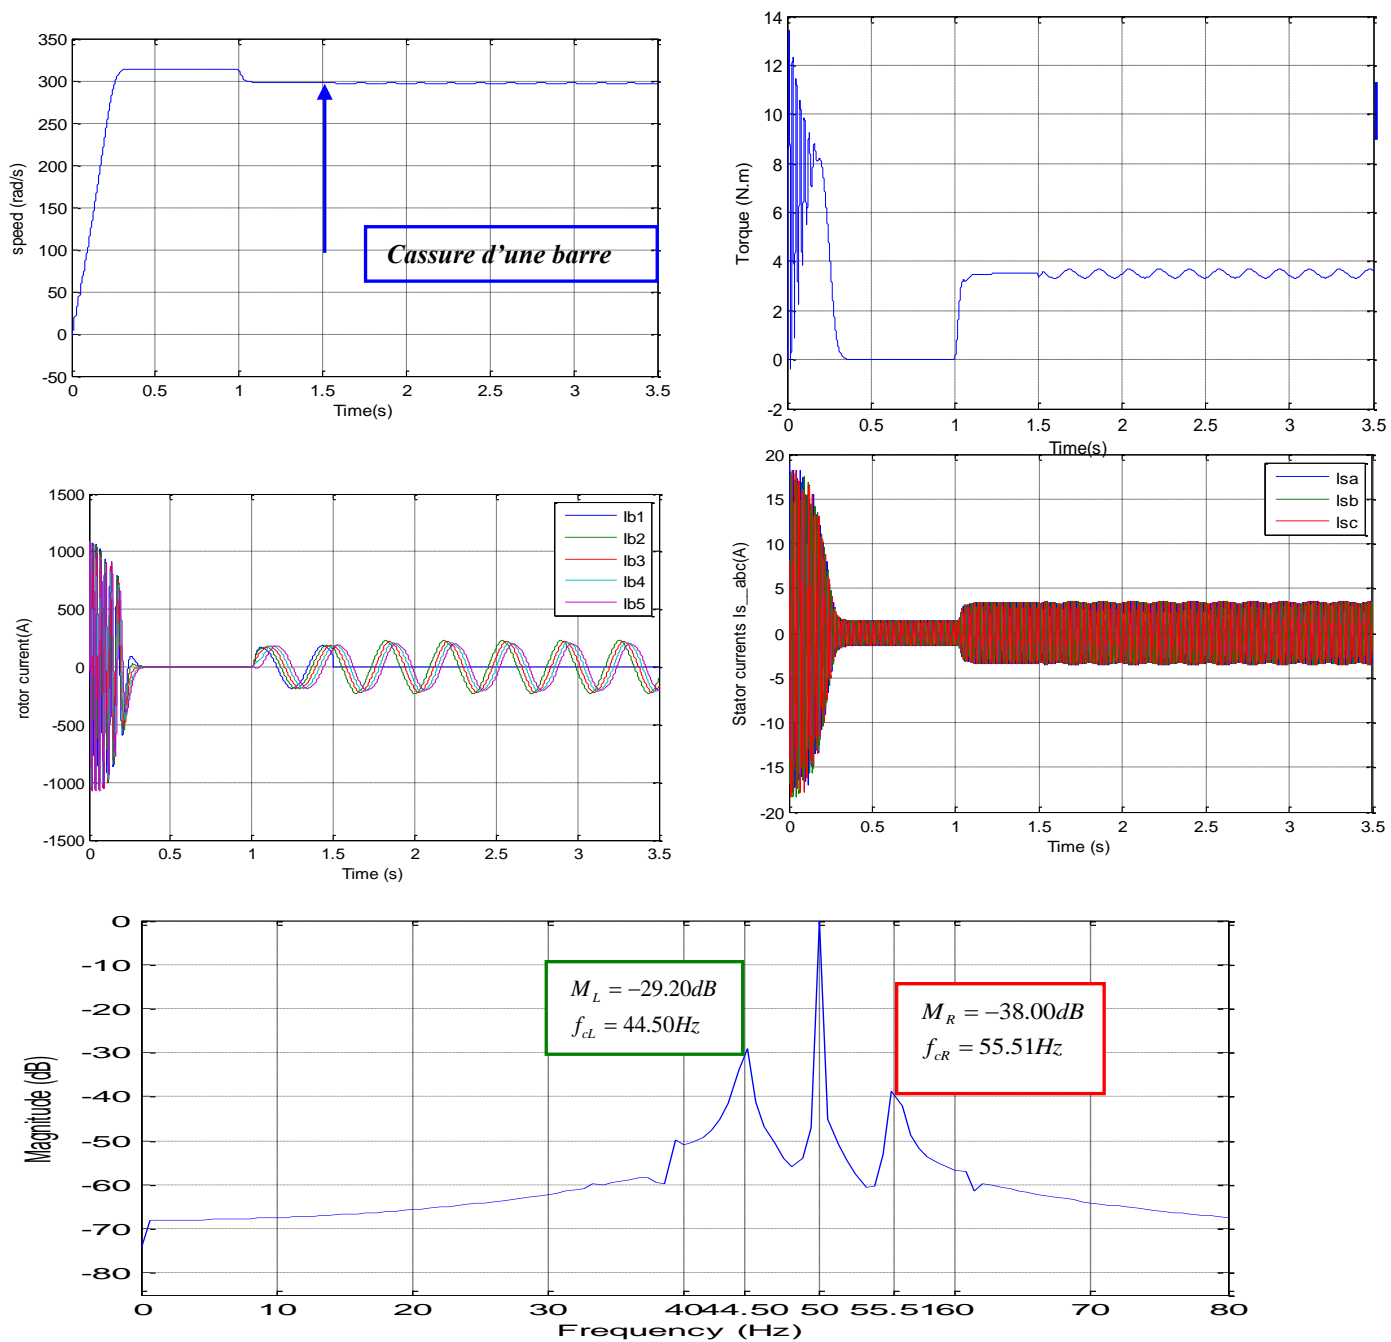 350
300
250
200
150
100
50
0
-50
speed (rad/s)
0 0.5 1 1.5 2 2.5 3 3.5
Time(s)
Cassure d'une barre
14
12
10
8
6
4
2
0
-2
Torque (N.m)
0 0.5 1 1.5 2 2.5 3 3.5
Time(s)
1500
1000
500
0
-500
-1000
-1500
rotor current(A)
0 0.5 1 1.5 2 2.5 3 3.5
Time (s)
Ib1
Ib2
Ib3
Ib4
Ib5
20
15
10
5
0
-5
-10
-15
-20
Stator currents Is__abc(A)
0 0.5 1 1.5 2 2.5 3 3.5
Time (s)
Isa
Isb
Isc
0
-10
-20
-30
-40
-50
-60
-70
-80
Magnitude (dB)
M_L = -29.20dB
f_cL = 44.50Hz
M_R = -38.00dB
f_cR = 55.51Hz
0 10 20 30 40 44.50 50 55.51 60 70 80
Frequency (Hz)